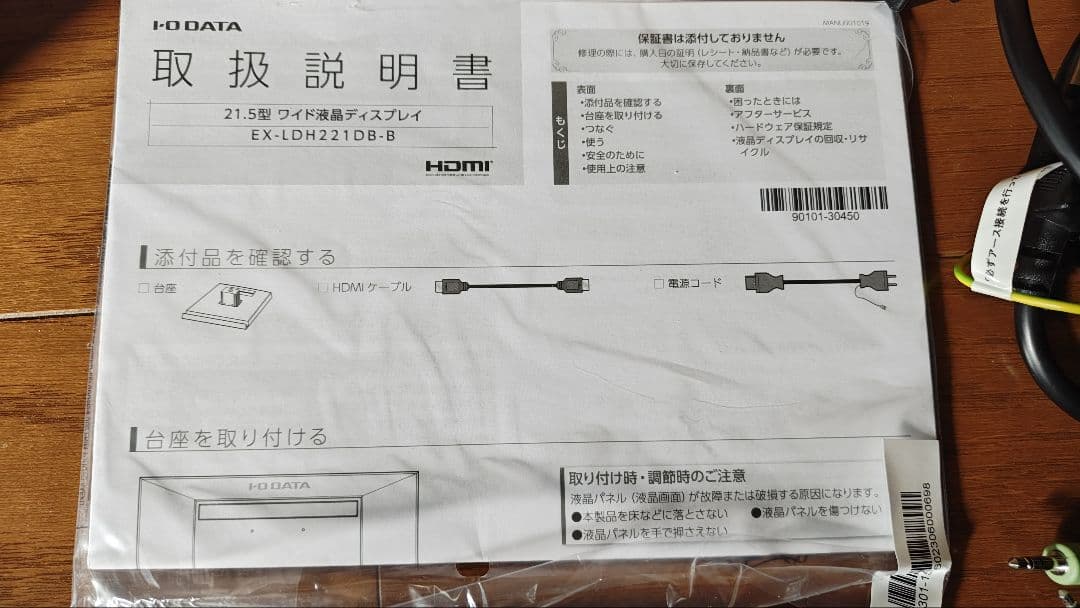 I-O DATA
取扱説明書
21.5型 ワイド液晶ディスプレイ
EX-LDH221DB-B
HDMI
MANU001019
保証書は添付しておりません
修理の際には、購入日の証明（レシート・納品書など）が必要です。
大切に保存してください。
もくじ
表面
・添付品を確認する
・台座を取り付ける
・つなぐ
・使う
・安全のために
・使用上の注意
裏面
・困ったときには
・アフターサービス
・ハードウェア保証規定
・液晶ディスプレイの回収・リサ
イクル
90101-30450
添付品を確認する
□台座
□HDMIケーブル
□電源コード
台座を取り付ける
I-O DATA
取り付け時・調節時のご注意
液晶パネル（液晶画面）が故障または破損する原因になります。
●本製品を床などに落とさない
●液晶パネルを傷つけない
●液晶パネルを手で押さえない
必ずアース接続を行っ